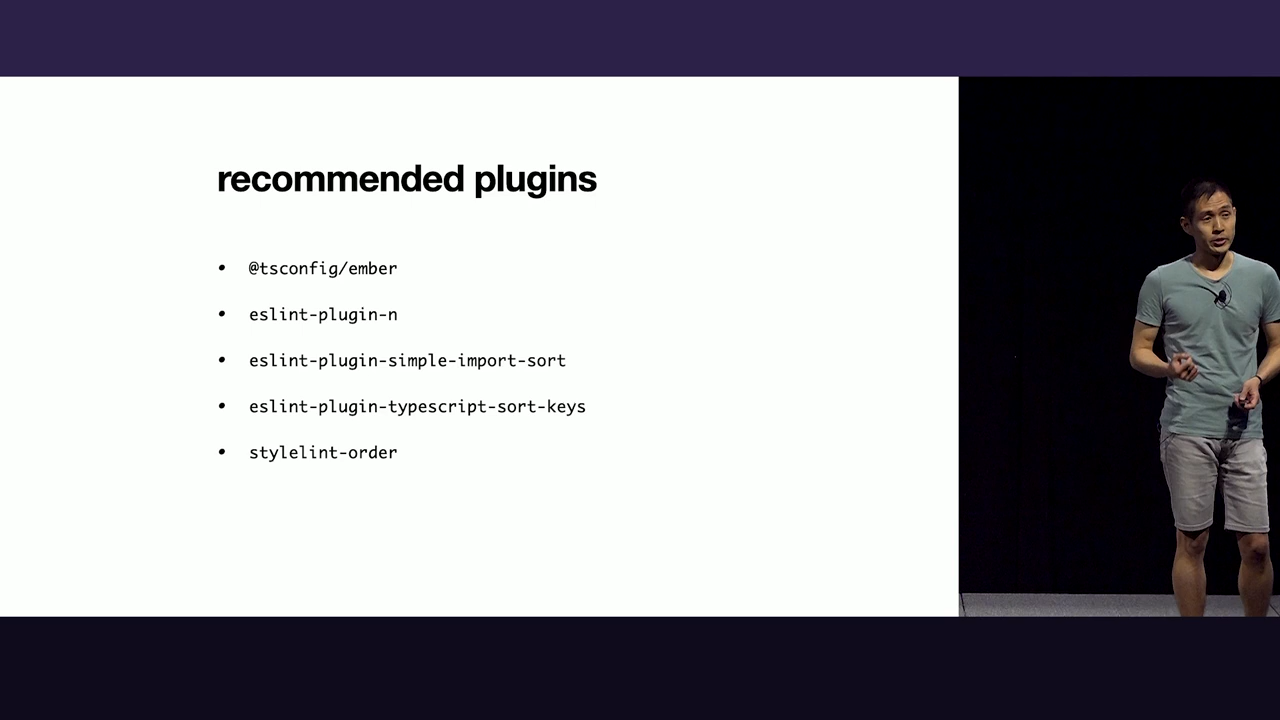 recommended plugins
• @tsconfig/ember
• eslint-plugin-n
• eslint-plugin-simple-import-sort
• eslint-plugin-typescript-sort-keys
• stylelint-order